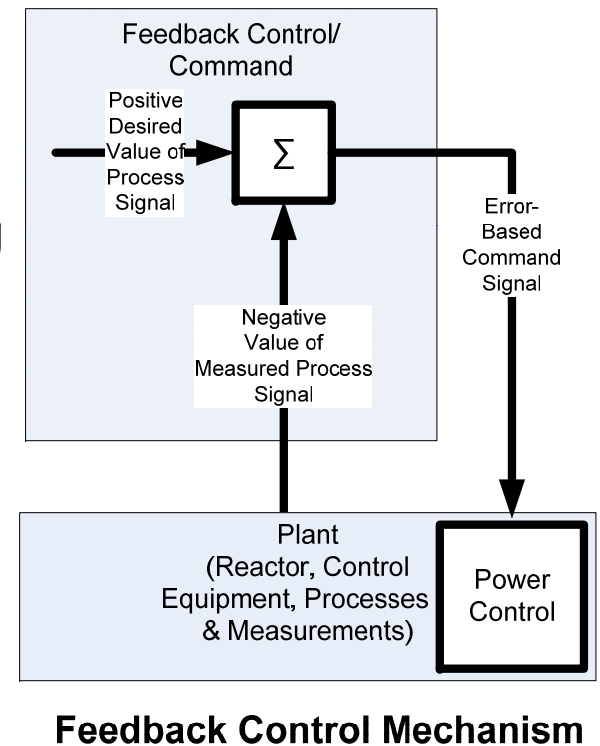 Feedback Control/
Command
Positive
Desired
Value of
Process
Signal
Σ
Error-
Based
Command
Signal
Negative
Value of
Measured Process
Signal
Plant
(Reactor, Control
Equipment, Processes
& Measurements)
Power
Control
Feedback Control Mechanism